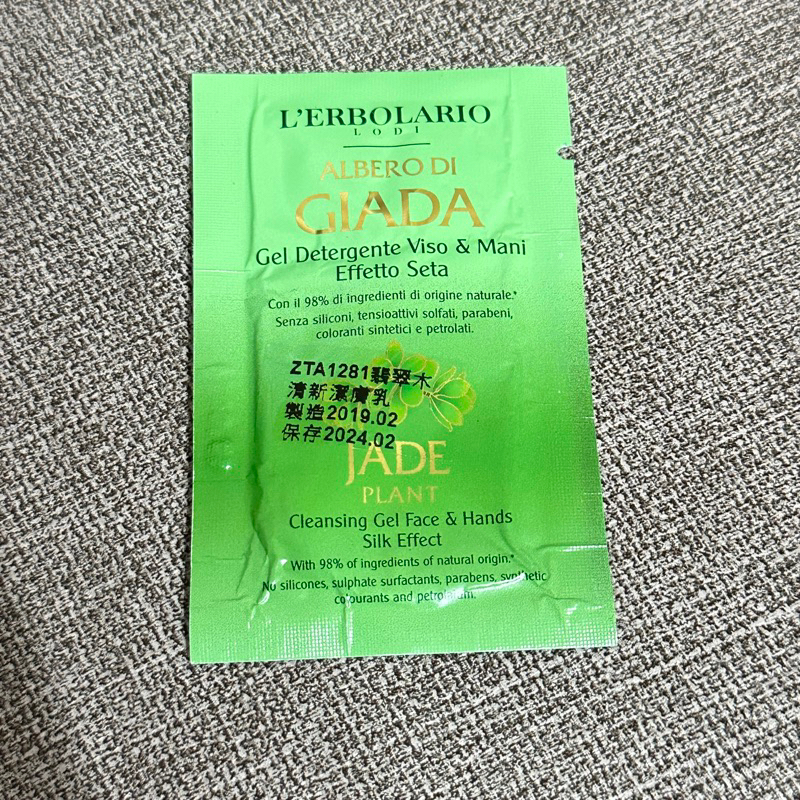 L'ERBOLARIO
LODI
ALBERO DI
GIADA
Gel Detergente Viso & Mani
Effetto Seta
Con il 98% di ingredienti di origine naturale.*
Senza siliconi, tensioattivi solfati, parabeni,
coloranti sintetici e petrolati.
ZTA1281翡翠木
清新潔膚乳
製造2019.02
保存2024.02
JADE
PLANT
Cleansing Gel Face & Hands
Silk Effect
With 98% of ingredients of natural origin.*
No silicones, sulphate surfactants, parabens, synthetic
colourants and petrolatum.